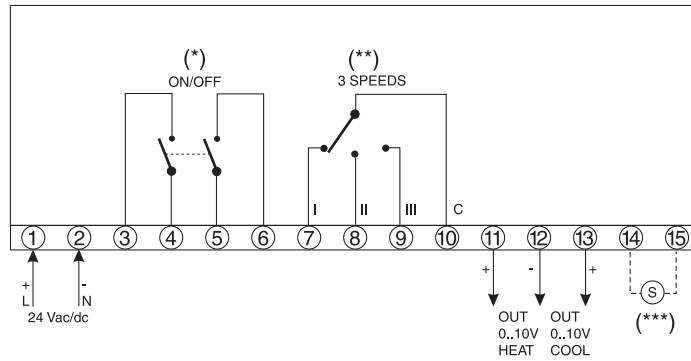 (*)
ON/OFF
(**)
3 SPEEDS
I II III C
1 2 3 4 5 6 7 8 9 10 11 12 13 14 15
+ -
L N
24 Vac/dc
+ - +
OUT OUT
0..10V 0..10V
HEAT COOL
S
(***)